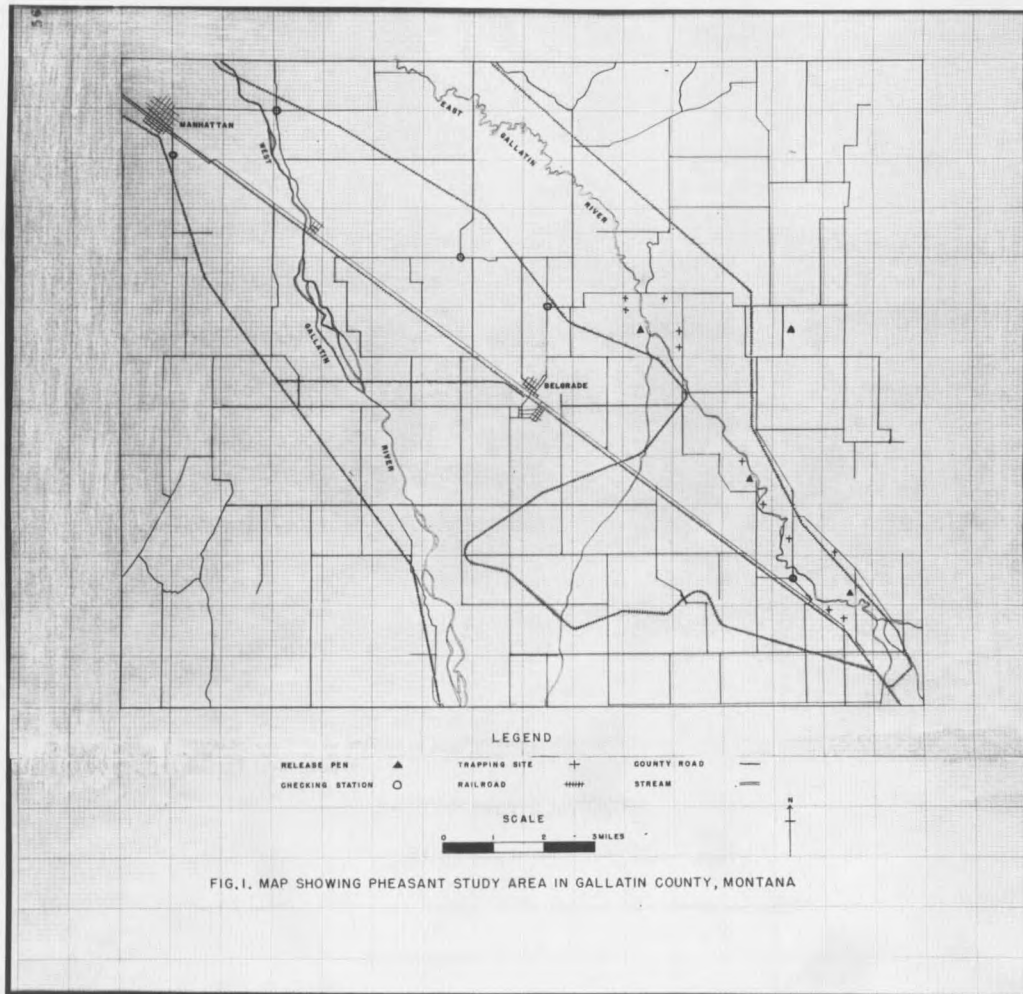 56
MANHATTAN
WEST
GALLATIN
RIVER
EAST
GALLATIN
RIVER
BELGRADE
LEGEND
RELEASE PEN
TRAPPING SITE
COUNTY ROAD
CHECKING STATION
RAILROAD
STREAM
N
SCALE
0 1 2 3 MILES
FIG. 1. MAP SHOWING PHEASANT STUDY AREA IN GALLATIN COUNTY, MONTANA